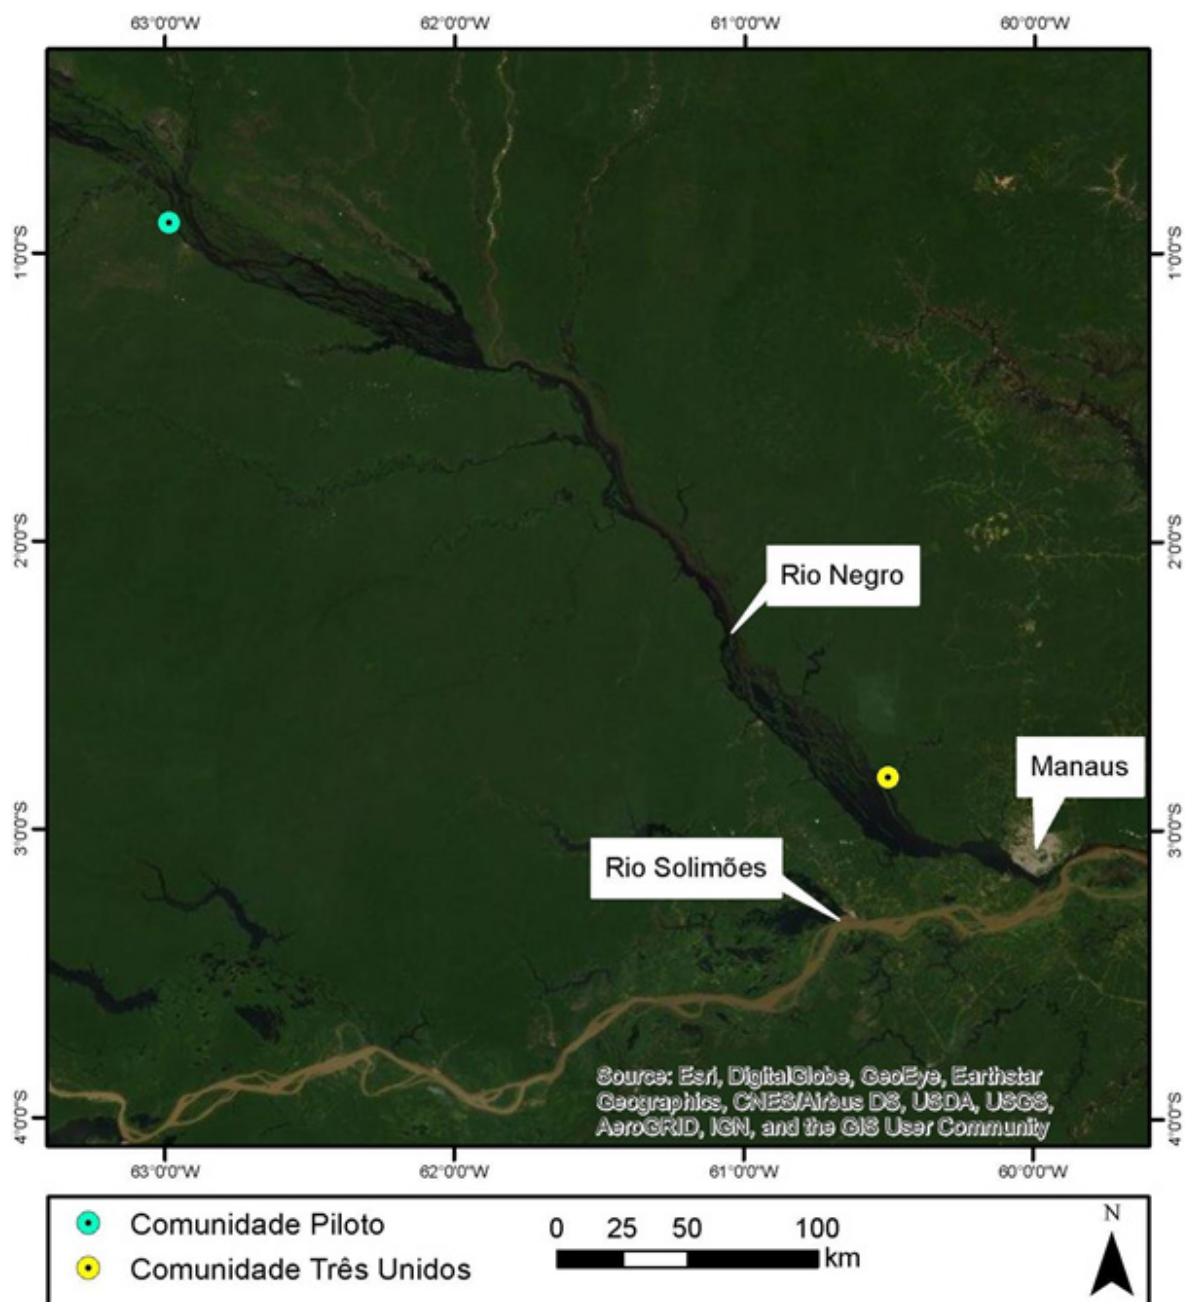 63°0'0"W 62°0'0"W 61°0'0"W 60°0'0"W
1°0'0"S 1°0'0"S
2°0'0"S 2°0'0"S
Rio Negro
Manaus
3°0'0"S 3°0'0"S
Rio Solimões
Source: Esri, DigitalGlobe, GeoEye, Earthstar
Geographics, CNES/Airbus DS, USDA, USGS,
AeroGRID, IGN, and the GIS User Community
4°0'0"S 4°0'0"S
63°0'0"W 62°0'0"W 61°0'0"W 60°0'0"W
Comunidade Piloto
Comunidade Três Unidos
0 25 50 100
km
N